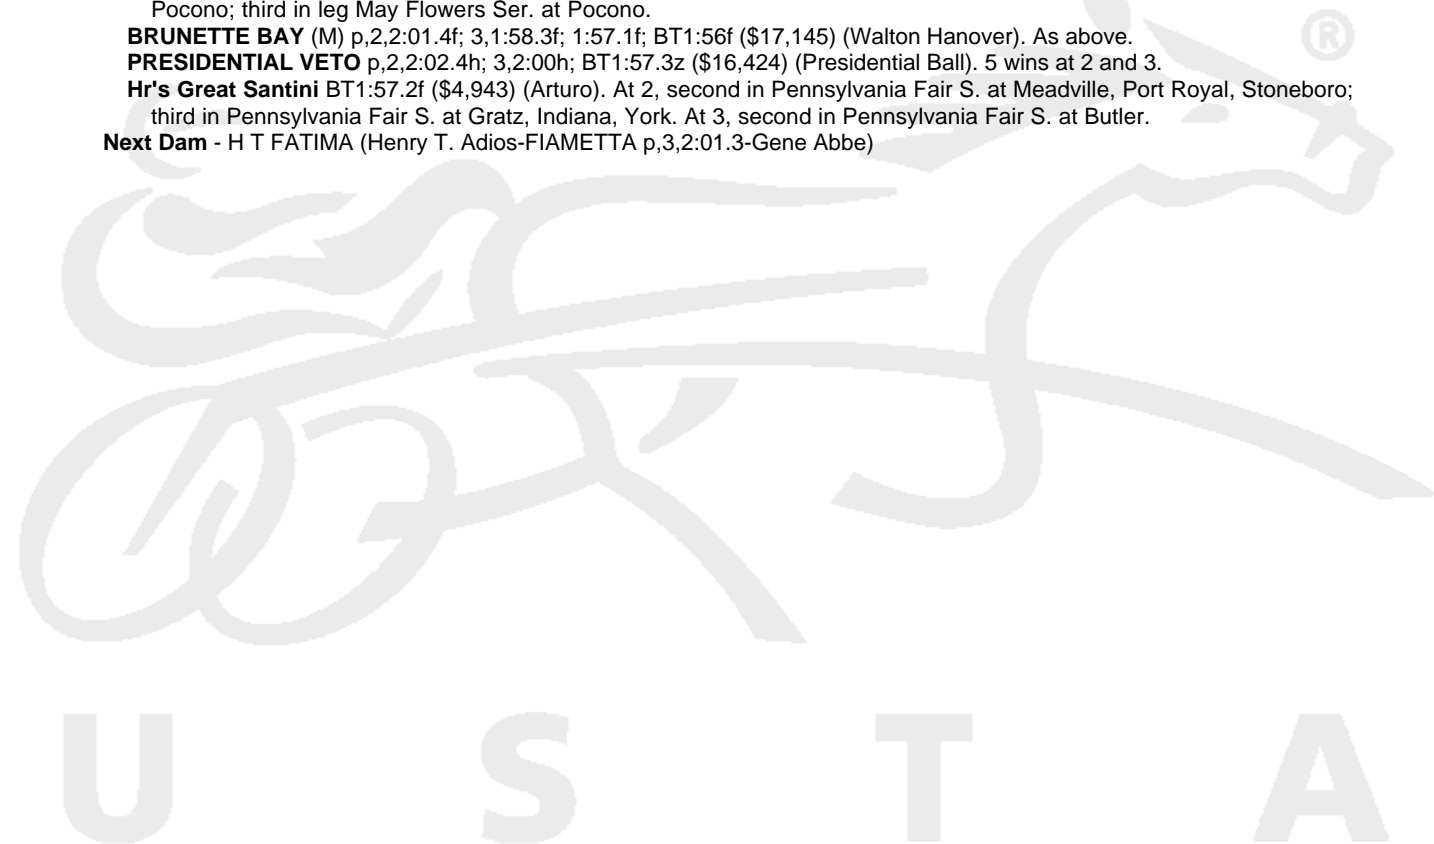 Pocono; third in leg May Flowers Ser. at Pocono.
BRUNETTE BAY (M) p,2,2:01.4f; 3,1:58.3f; 1:57.1f; BT1:56f ($17,145) (Walton Hanover). As above.
PRESIDENTIAL VETO p,2,2:02.4h; 3,2:00h; BT1:57.3z ($16,424) (Presidential Ball). 5 wins at 2 and 3.
Hr's Great Santini BT1:57.2f ($4,943) (Arturo). At 2, second in Pennsylvania Fair S. at Meadville, Port Royal, Stoneboro;
third in Pennsylvania Fair S. at Gratz, Indiana, York. At 3, second in Pennsylvania Fair S. at Butler.
Next Dam - H T FATIMA (Henry T. Adios-FIAMETTA p,3,2:01.3-Gene Abbe)
®
U S T A